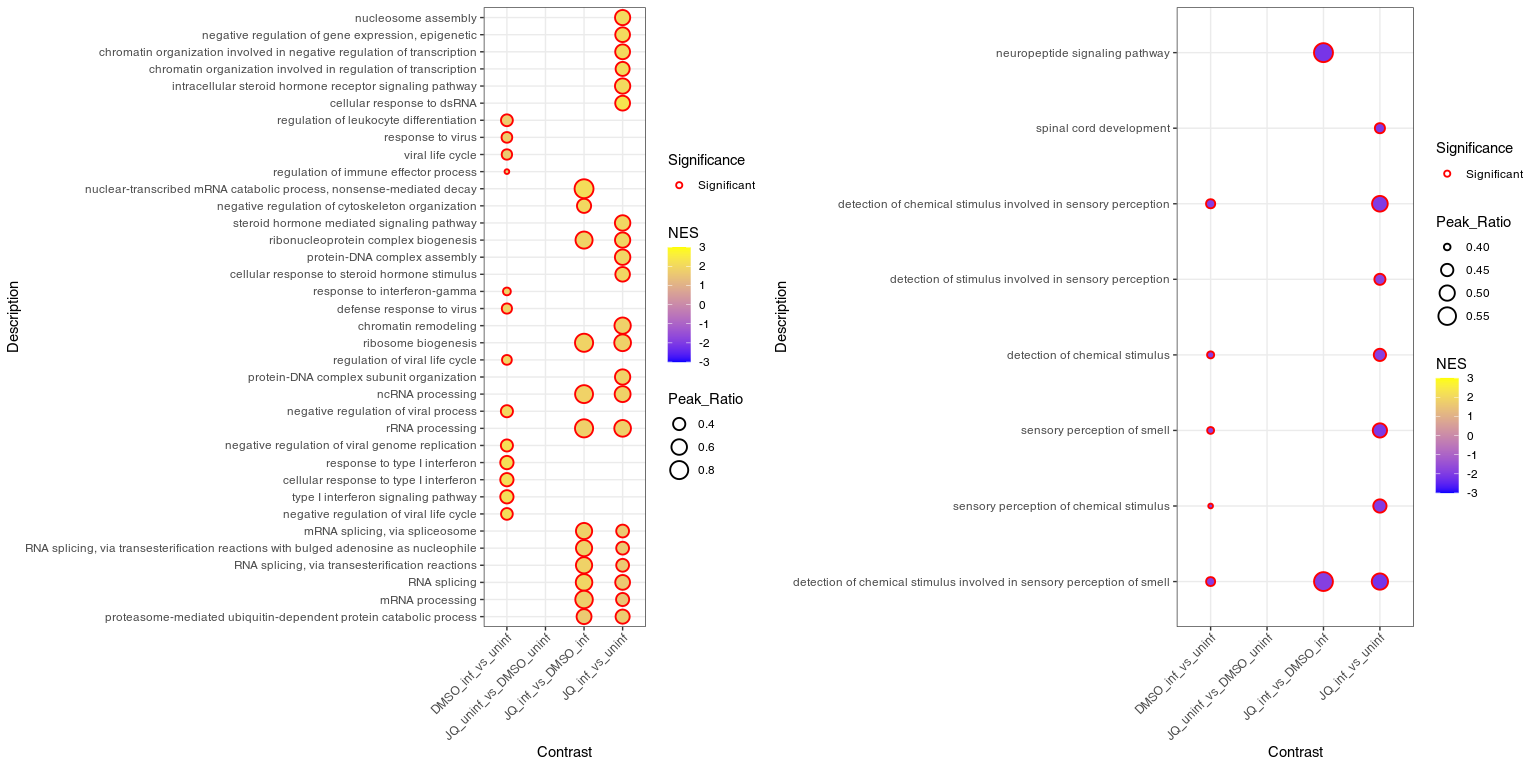 nucleosome assembly
negative regulation of gene expression, epigenetic
chromatin organization involved in negative regulation of transcription
chromatin organization involved in regulation of transcription
intracellular steroid hormone receptor signaling pathway
cellular response to dsRNA
regulation of leukocyte differentiation
response to virus
viral life cycle
regulation of immune effector process
nuclear-transcribed mRNA catabolic process, nonsense-mediated decay
negative regulation of cytoskeleton organization
steroid hormone mediated signaling pathway
ribonucleoprotein complex biogenesis
protein-DNA complex assembly
cellular response to steroid hormone stimulus
response to interferon-gamma
defense response to virus
chromatin remodeling
ribosome biogenesis
regulation of viral life cycle
protein-DNA complex subunit organization
ncRNA processing
negative regulation of viral process
rRNA processing
negative regulation of viral genome replication
response to type I interferon
cellular response to type I interferon
type I interferon signaling pathway
negative regulation of viral life cycle
mRNA splicing, via spliceosome
RNA splicing, via transesterification reactions with bulged adenosine as nucleophile
RNA splicing, via transesterification reactions
RNA splicing
mRNA processing
proteasome-mediated ubiquitin-dependent protein catabolic process
Description
DMSO_inf_vs_uninf
JQ_uninf_vs_DMSO_uninf
JQ_inf_vs_DMSO_inf
JQ_inf_vs_uninf
Contrast
Significance
Significant
NES
3
2
1
0
-1
-2
-3
Peak_Ratio
0.4
0.6
0.8
neuropeptide signaling pathway
spinal cord development
detection of chemical stimulus involved in sensory perception
detection of stimulus involved in sensory perception
detection of chemical stimulus
sensory perception of smell
sensory perception of chemical stimulus
detection of chemical stimulus involved in sensory perception of smell
Description
DMSO_inf_vs_uninf
JQ_uninf_vs_DMSO_uninf
JQ_inf_vs_DMSO_inf
JQ_inf_vs_uninf
Contrast
Significance
Significant
Peak_Ratio
0.40
0.45
0.50
0.55
NES
3
2
1
0
-1
-2
-3